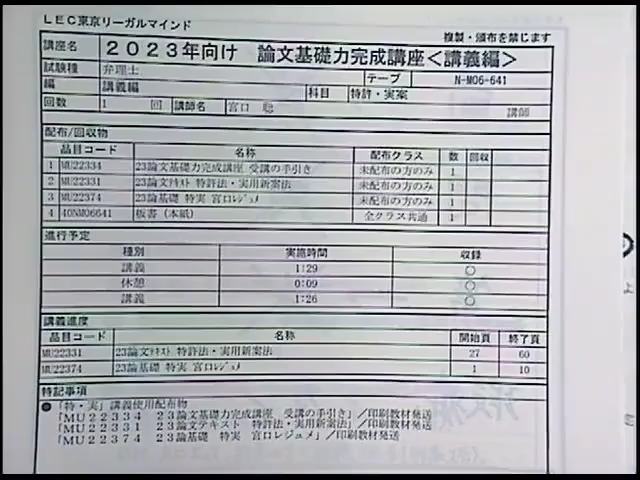 LEC東京リーガルマインド
複製・頒布を禁じます
講座名 2023年向け 論文基礎力完成講座<講義編>
試験種 弁理士 テープ N-M06-641
編 講義編 科目 特許・実案
回数 1 回 講師名 宮口 聡 講師
配布/回収物
品目コード 名称 配布クラス 数 回収
1 MU22334 23論文基礎力完成講座 受講の手引き 未配布の方のみ 1
2 MU22331 23論文テキスト 特許法・実用新案法 未配布の方のみ 1
3 MU22374 23論文基礎 特実 宮口レジュメ 未配布の方のみ 1
4 40NM06641 板書(本紙) 全クラス共通 1
進行予定
種別 実施時間 収録
講義 1:29 ○
休憩 0:09 ○
講義 1:26 ○
講義進度
品目コード 名称 開始頁 終了頁
MU22331 23論文テキスト 特許法・実用新案法 27 60
MU22374 23論文基礎 特実 宮口レジュメ 1 10
特記事項
● 「特・実」講義使用配布物
「MU22334 23論文基礎力完成講座 受講の手引き」/印刷教材発送
「MU22331 23論文テキスト 特許法・実用新案法」/印刷教材発送
「MU22374 23論文基礎 特実 宮口レジュメ」/印刷教材発送